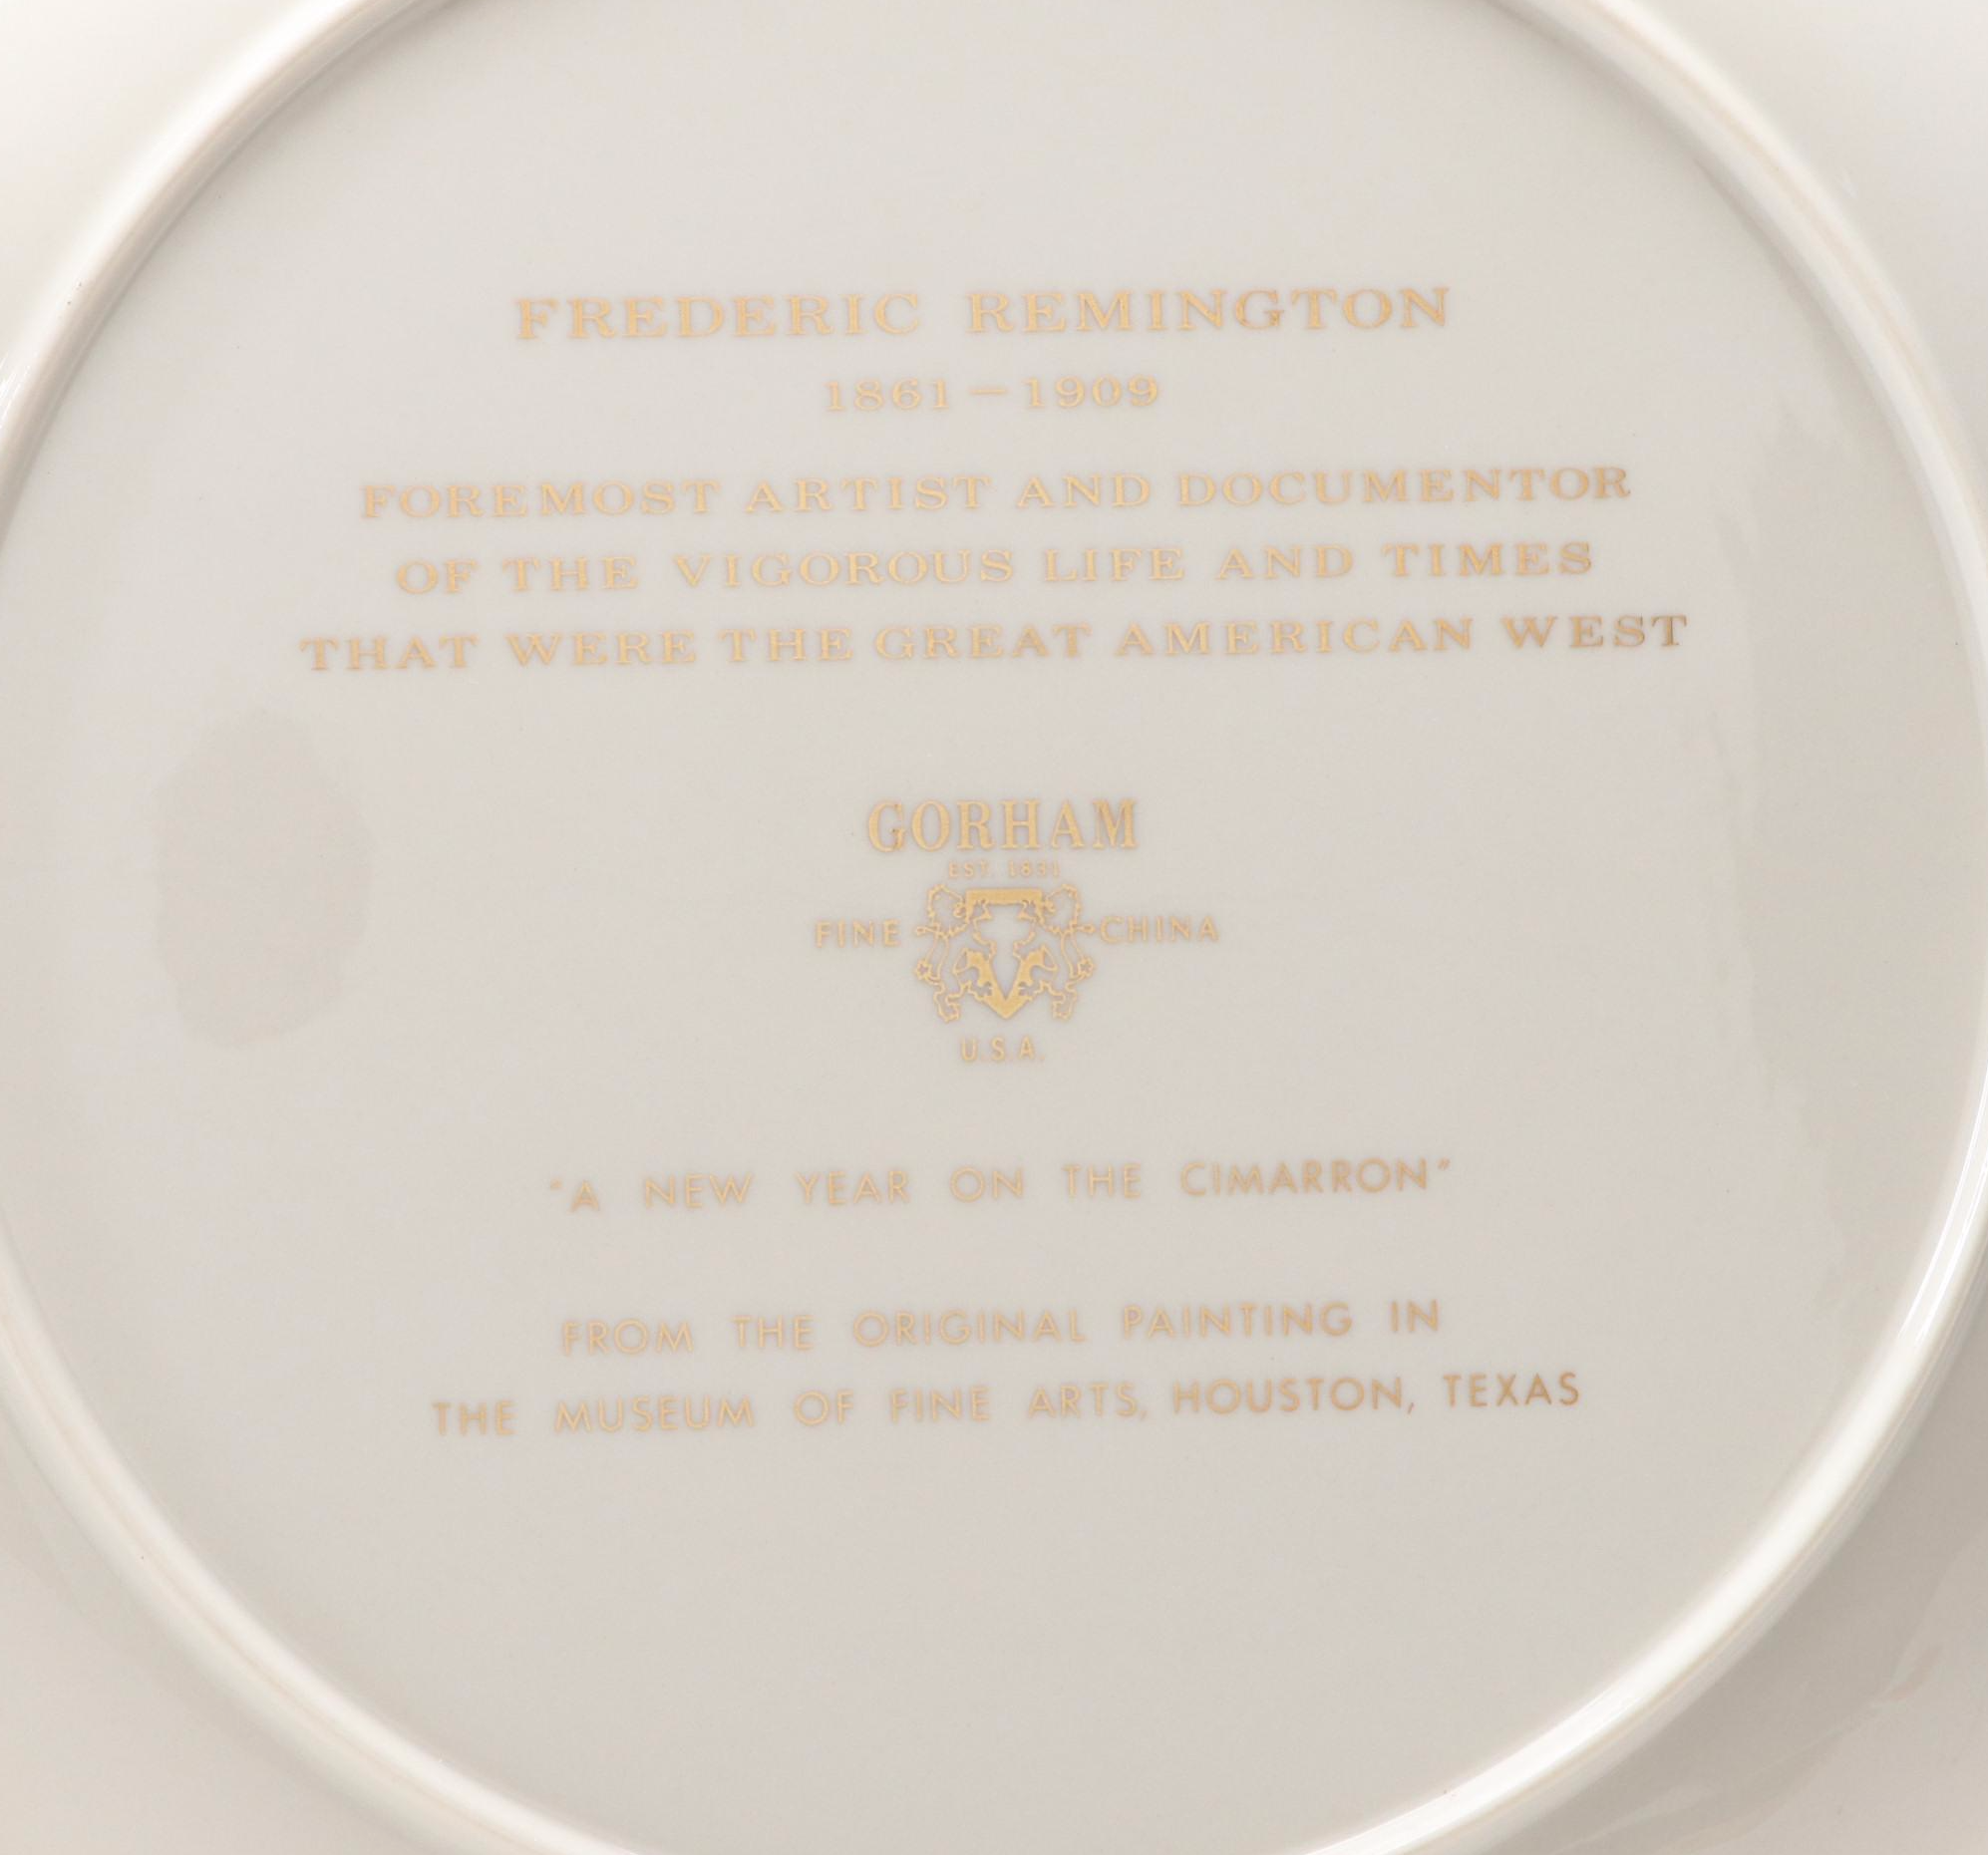 FREDERIC REMINGTON
1861 – 1909
FOREMOST ARTIST AND DOCUMENTOR
OF THE VIGOROUS LIFE AND TIMES
THAT WERE THE GREAT AMERICAN WEST
GORHAM
EST. 1831
FINE CHINA
U.S.A.
"A NEW YEAR ON THE CIMARRON"
FROM THE ORIGINAL PAINTING IN
THE MUSEUM OF FINE ARTS, HOUSTON, TEXAS